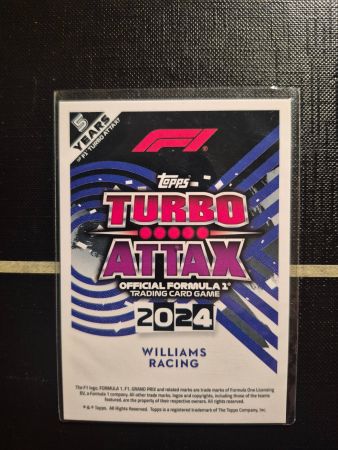 5
YEARS
OF F1 TURBO ATTAX!
F1®
Topps
TURBO
ATTAX
OFFICIAL FORMULA 1®
TRADING CARD GAME
2024
WILLIAMS
RACING
The F1 logo, FORMULA 1, F1, GRAND PRIX and related marks are trade marks of Formula One Licensing
BV, a Formula 1 company. All other trade marks, logos and copyrights, including those of the teams
featured, are the property of their respective owners. All rights reserved.
® & © Topps. All Rights Reserved. Topps is a registered trademark of The Topps Company, Inc.